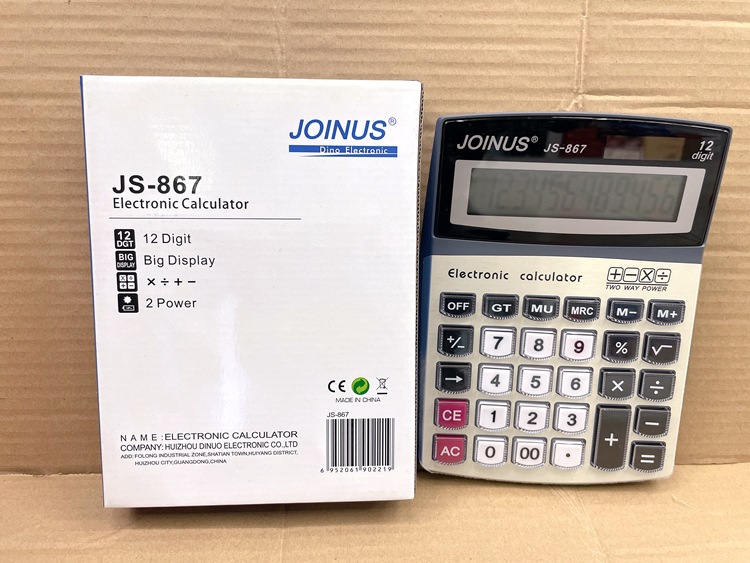 JOINUS®
Dino Electronic
JS-867
Electronic Calculator
12 DGT
12 Digit
BIG DISPLAY
Big Display
× ÷ + −
2 Power
CE
MADE IN CHINA
JS-867
NAME: ELECTRONIC CALCULATOR
COMPANY: HUIZHOU DINUO ELECTRONIC CO.,LTD
ADD: FOLONG INDUSTRIAL ZONE,SHATIAN TOWN,HUIYANG DISTRICT,
HUIZHOU CITY,GUANGDONG,CHINA
6 952061 902219
JOINUS® JS-867
12 digit
Electronic calculator
+ − × ÷
TWO WAY POWER
OFF GT MU MRC M− M+
+/− 7 8 9 % √
→ 4 5 6 × ÷
CE 1 2 3 + −
AC 0 00 · =